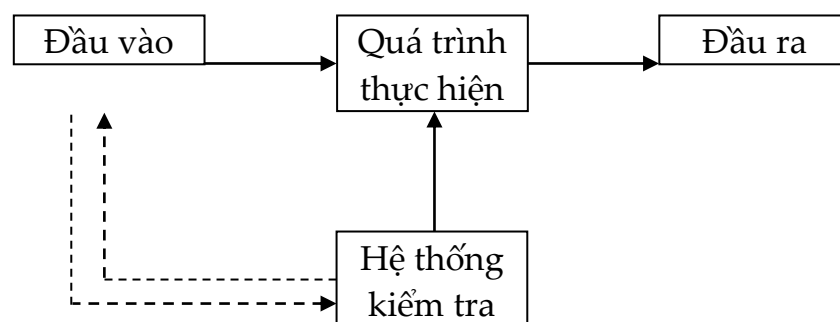 Đầu vào
Quá trình
thực hiện
Đầu ra
Hệ thống
kiểm tra